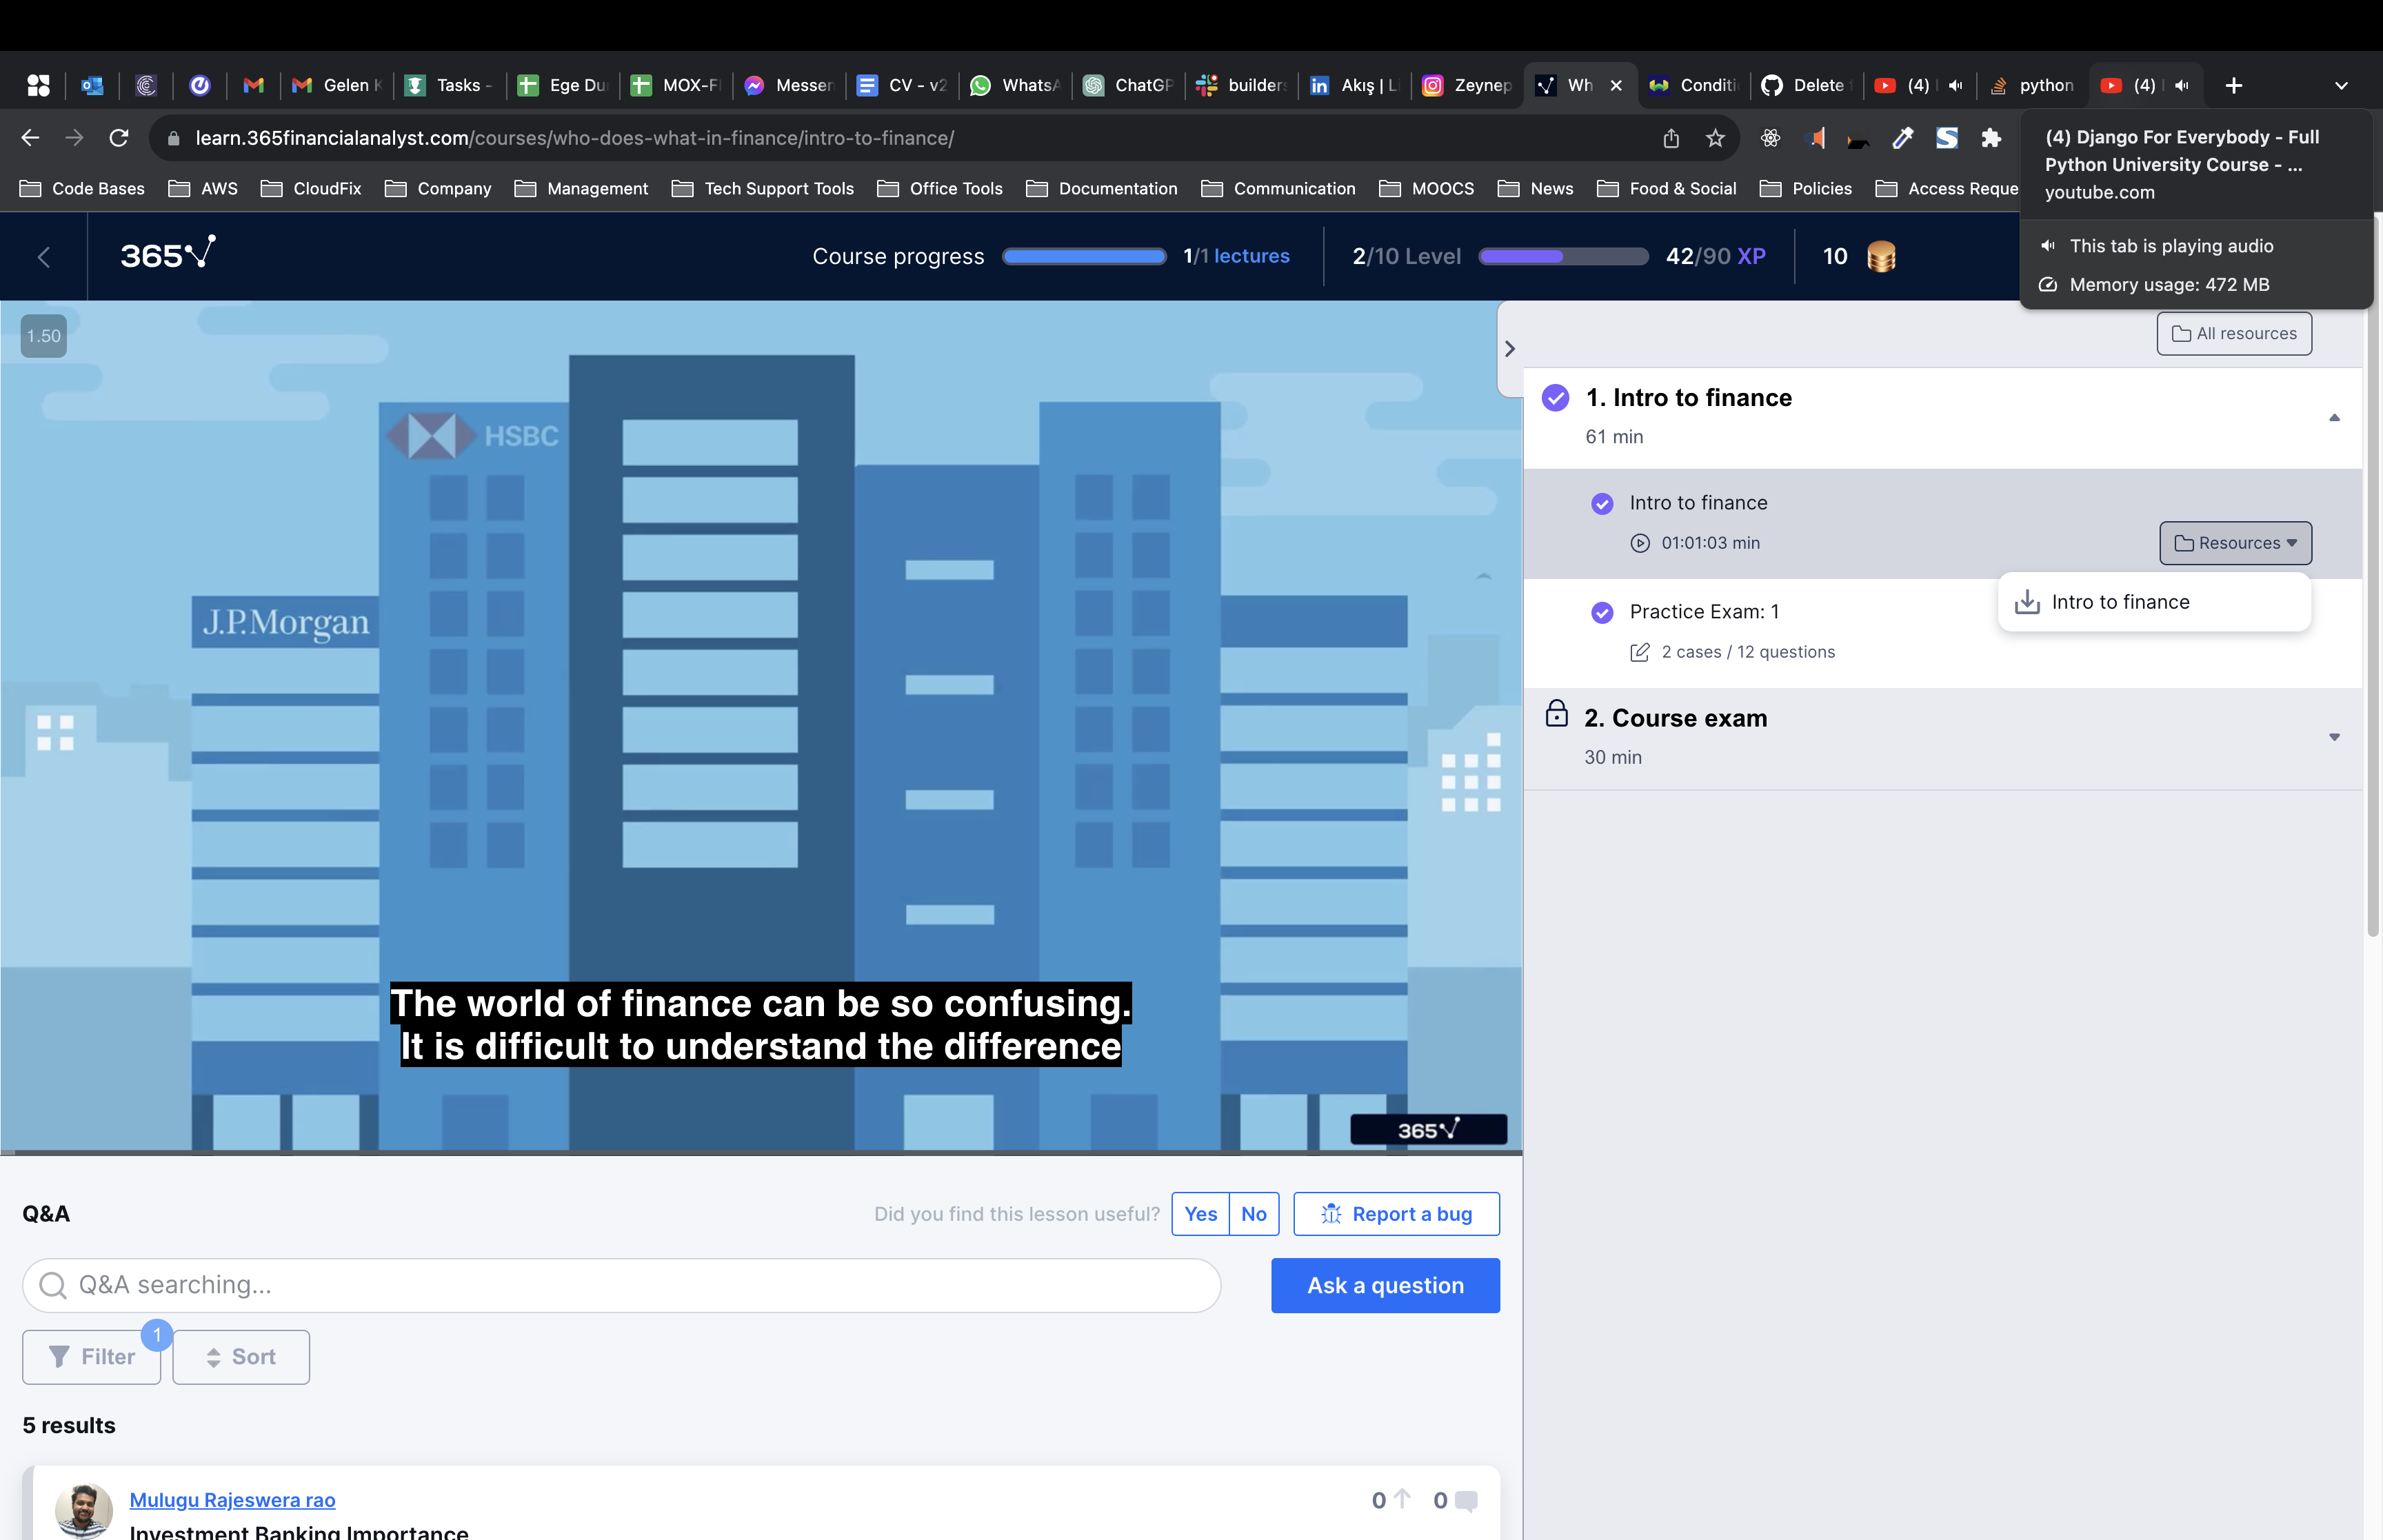 Gelen K
Tasks -
Ege Du
MOX-F
Messen
CV - v2
WhatsA
ChatGP
builders
Akış | L
Zeynep
Wh
Conditi
Delete
(4)
python
(4)
learn.365financialanalyst.com/courses/who-does-what-in-finance/intro-to-finance/
(4) Django For Everybody - Full
Python University Course - ...
youtube.com
This tab is playing audio
Memory usage: 472 MB
Code Bases
AWS
CloudFix
Company
Management
Tech Support Tools
Office Tools
Documentation
Communication
MOOCS
News
Food & Social
Policies
Access Reque
365
Course progress
1/1 lectures
2/10 Level
42/90 XP
10
1.50
HSBC
J.P.Morgan
The world of finance can be so confusing.
It is difficult to understand the difference
365
All resources
1. Intro to finance
61 min
Intro to finance
01:01:03 min
Resources
Intro to finance
Practice Exam: 1
2 cases / 12 questions
2. Course exam
30 min
Q&A
Did you find this lesson useful?
Yes
No
Report a bug
Q&A searching...
Ask a question
Filter
1
Sort
5 results
Mulugu Rajeswera rao
0
0
Investment Banking Importance